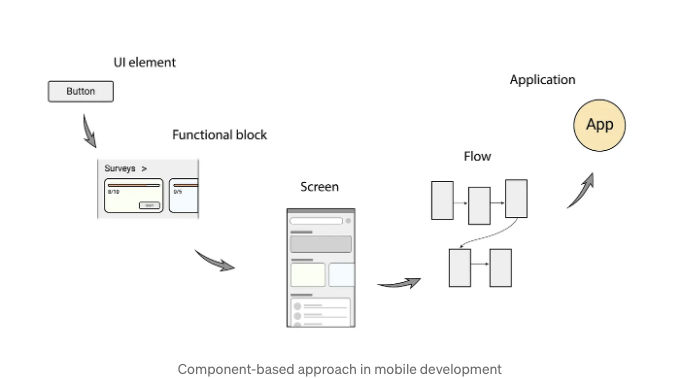 UI element
Button
Functional block
Surveys >
8/10
0/5
Screen
Flow
Application
App
Component-based approach in mobile development